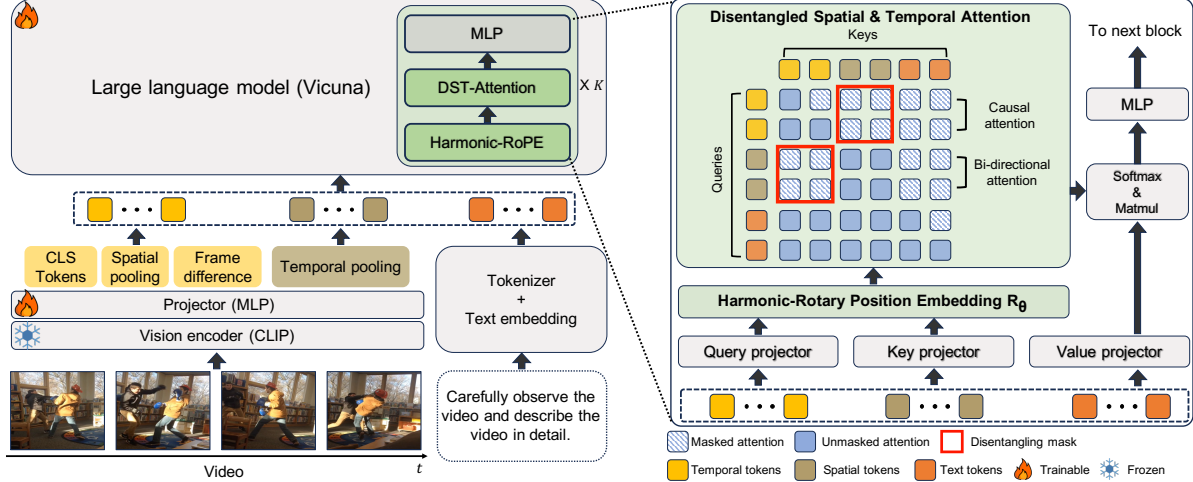 Large language model (Vicuna)
MLP
DST-Attention
Harmonic-RoPE
X K
CLS
Tokens
Spatial
pooling
Frame
difference
Temporal pooling
Projector (MLP)
Vision encoder (CLIP)
Tokenizer
+
Text embedding
Carefully observe the
video and describe the
video in detail.
Video
t
Disentangled Spatial & Temporal Attention
Keys
Queries
Causal
attention
Bi-directional
attention
To next block
MLP
Softmax
&
Matmul
Harmonic-Rotary Position Embedding Rθ
Query projector
Key projector
Value projector
Masked attention
Unmasked attention
Disentangling mask
Temporal tokens
Spatial tokens
Text tokens
Trainable
Frozen